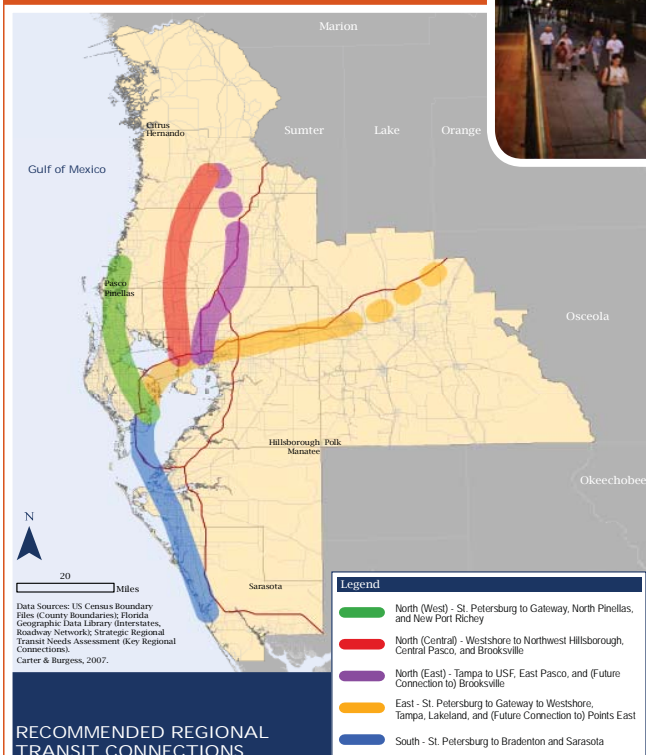 Marion
Citrus
Hernando
Sumter
Lake
Orange
Gulf of Mexico
Pasco
Pinellas
Osceola
Hillsborough Polk
Manatee
Okeechobee
N
20
Miles
Sarasota
Data Sources: US Census Boundary
Files (County Boundaries); Florida
Geographic Data Library (Interstates,
Roadway Network); Strategic Regional
Transit Needs Assessment (Key Regional
Connections).
Carter & Burgess, 2007.
Legend
North (West) - St. Petersburg to Gateway, North Pinellas,
and New Port Richey
North (Central) - Westshore to Northwest Hillsborough,
Central Pasco, and Brooksville
North (East) - Tampa to USF, East Pasco, and (Future
Connection to) Brooksville
East - St. Petersburg to Gateway to Westshore,
Tampa, Lakeland, and (Future Connection to) Points East
South - St. Petersburg to Bradenton and Sarasota
RECOMMENDED REGIONAL
TRANSIT CONNECTIONS